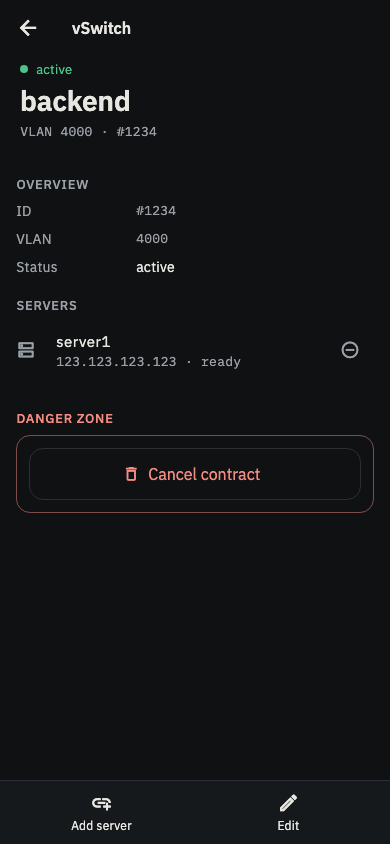 vSwitch
active
backend
VLAN 4000 · #1234
OVERVIEW
ID #1234
VLAN 4000
Status active
SERVERS
server1
123.123.123.123 · ready
DANGER ZONE
Cancel contract
Add server Edit